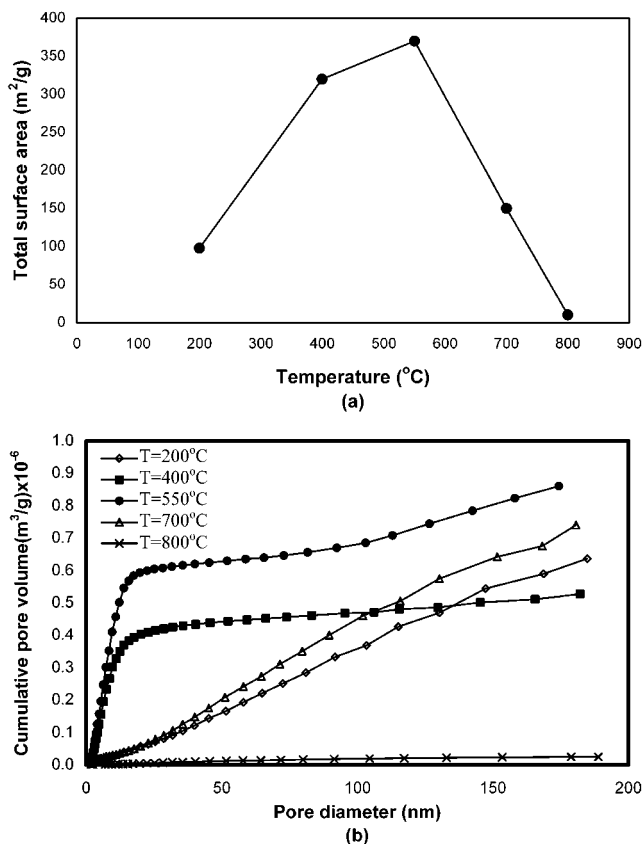 400
350
300
250
200
150
100
50
0
Total surface area (m²/g)
0 100 200 300 400 500 600 700 800 900
Temperature (°C)
(a)
1.0
0.9
0.8
0.7
0.6
0.5
0.4
0.3
0.2
0.1
0.0
Cumulative pore volume(m³/g)x10⁻⁶
T=200°C
T=400°C
T=550°C
T=700°C
T=800°C
0 50 100 150 200
Pore diameter (nm)
(b)